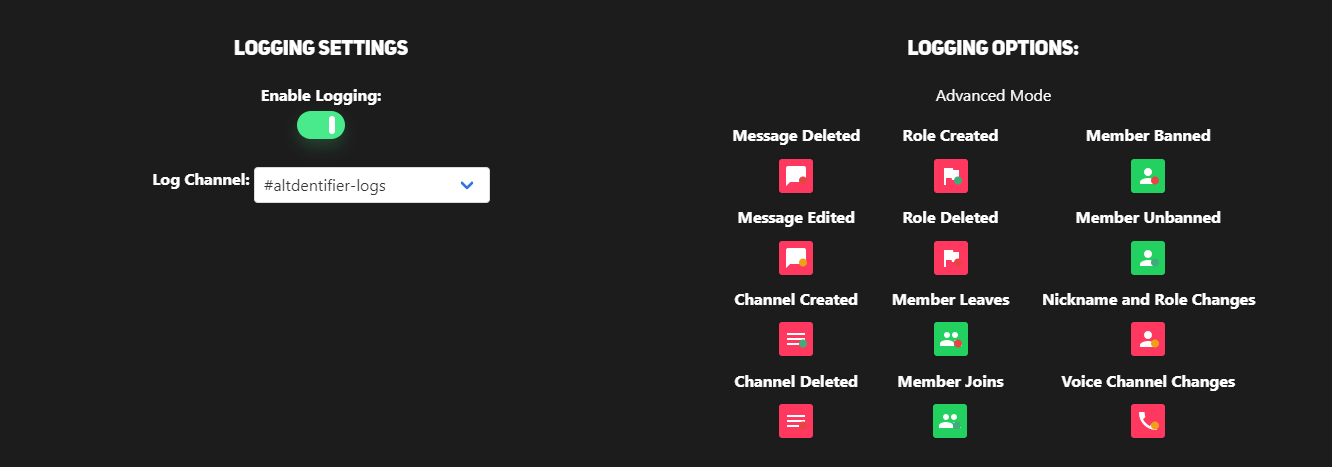 LOGGING SETTINGS
Enable Logging:
Log Channel: #altdentifier-logs
LOGGING OPTIONS:
Advanced Mode
Message Deleted Role Created Member Banned
Message Edited Role Deleted Member Unbanned
Channel Created Member Leaves Nickname and Role Changes
Channel Deleted Member Joins Voice Channel Changes